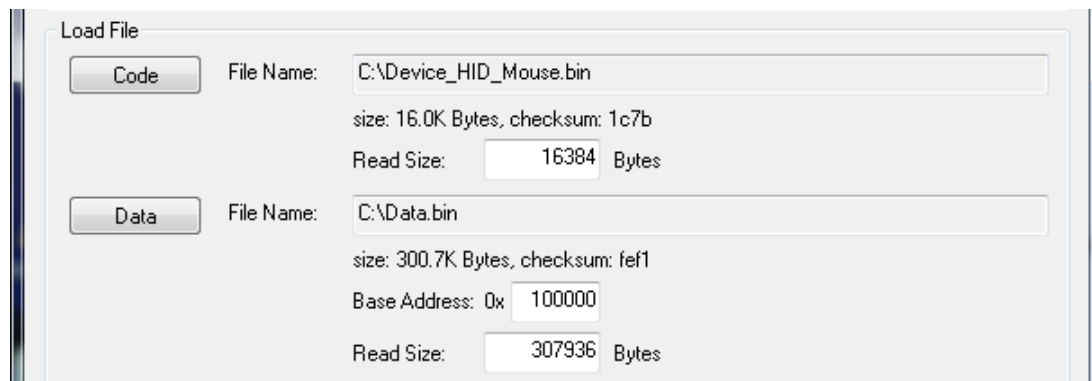 Load File
Code File Name: C:\Device_HID_Mouse.bin
size: 16.0K Bytes, checksum: 1c7b
Read Size: 16384 Bytes
Data File Name: C:\Data.bin
size: 300.7K Bytes, checksum: fef1
Base Address: 0x 100000
Read Size: 307936 Bytes